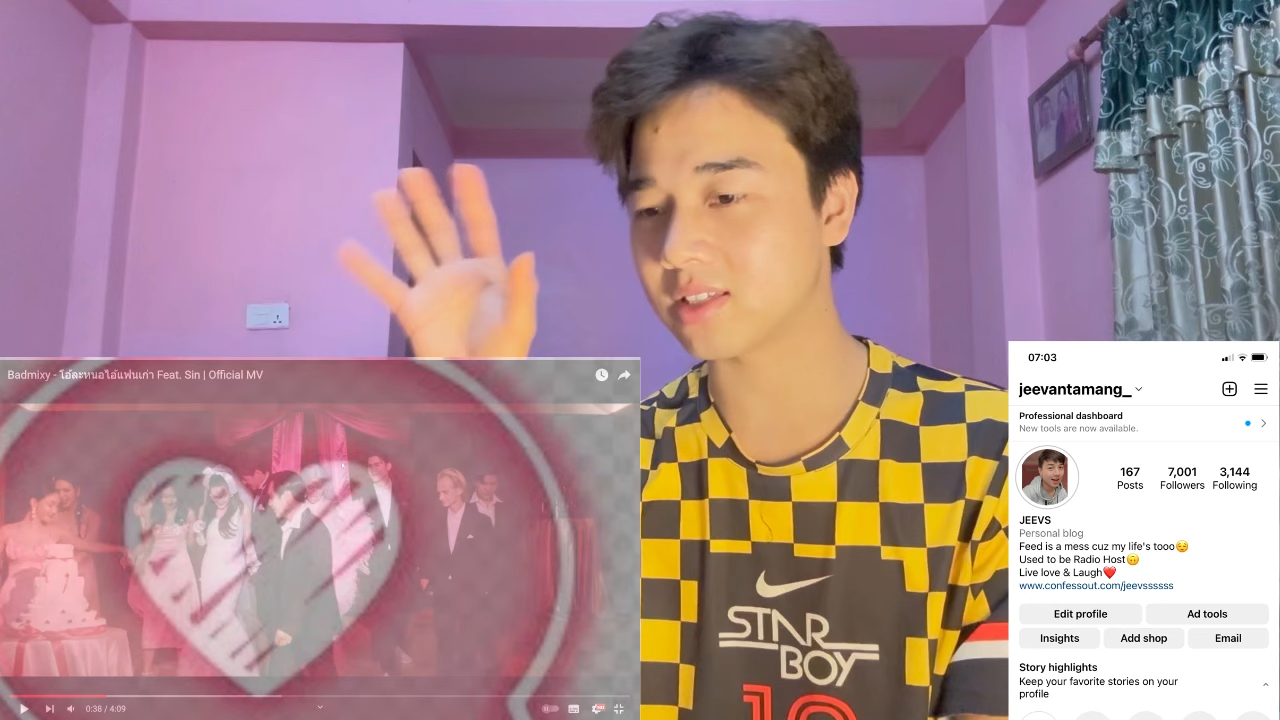 Badmixy - โอ้ละหนอไอ้แฟนเก่า Feat. Sin | Official MV
0:38 / 4:09
STAR
BOY
10
07:03
jeevantamang_
Professional dashboard
New tools are now available.
167 7,001 3,144
Posts Followers Following
JEEVS
Personal blog
Feed is a mess cuz my life's tooo😌
Used to be Radio Host🙃
Live love & Laugh❤️
www.confessout.com/jeevssssss
Edit profile Ad tools
Insights Add shop Email
Story highlights
Keep your favorite stories on your
profile